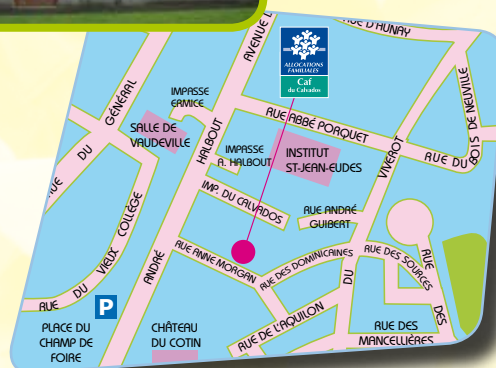 AVENUE
RUE D'AUNAY
ALLOCATIONS
FAMILIALES
Caf
du Calvados
RUE DU GÉNÉRAL
IMPASSE
ERMICE
SALLE DE
VAUDEVILLE
RUE ABBÉ PORQUET
RUE DU BOIS DE NEUVILLE
IMPASSE
A. HALBOUT
INSTITUT
ST-JEAN-EUDES
IMP. DU CALVADOS
RUE ANDRÉ
GUIBERT
ANDRÉ HALBOUT
RUE DU VIEUX COLLÈGE
RUE ANNE MORGAN
RUE DES DOMINICAINES
DU VIVEROT
RUE DES SOURCES
RUE DES
P
PLACE DU
CHAMP DE
FOIRE
CHÂTEAU
DU COTIN
RUE DE L'AQUILON
RUE DES
MANCELLIÈRES